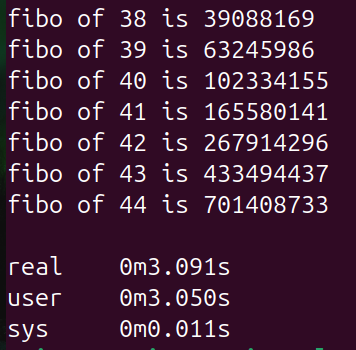 fibo of 38 is 39088169
fibo of 39 is 63245986
fibo of 40 is 102334155
fibo of 41 is 165580141
fibo of 42 is 267914296
fibo of 43 is 433494437
fibo of 44 is 701408733
real 0m3.091s
user 0m3.050s
sys 0m0.011s